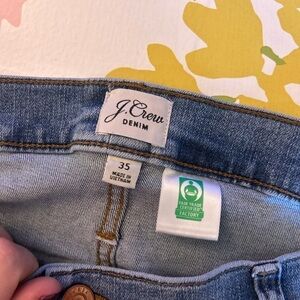 J.Crew
DENIM
35
MADE IN
VIETNAM
FAIR TRADE
CERTIFIED
FACTORY